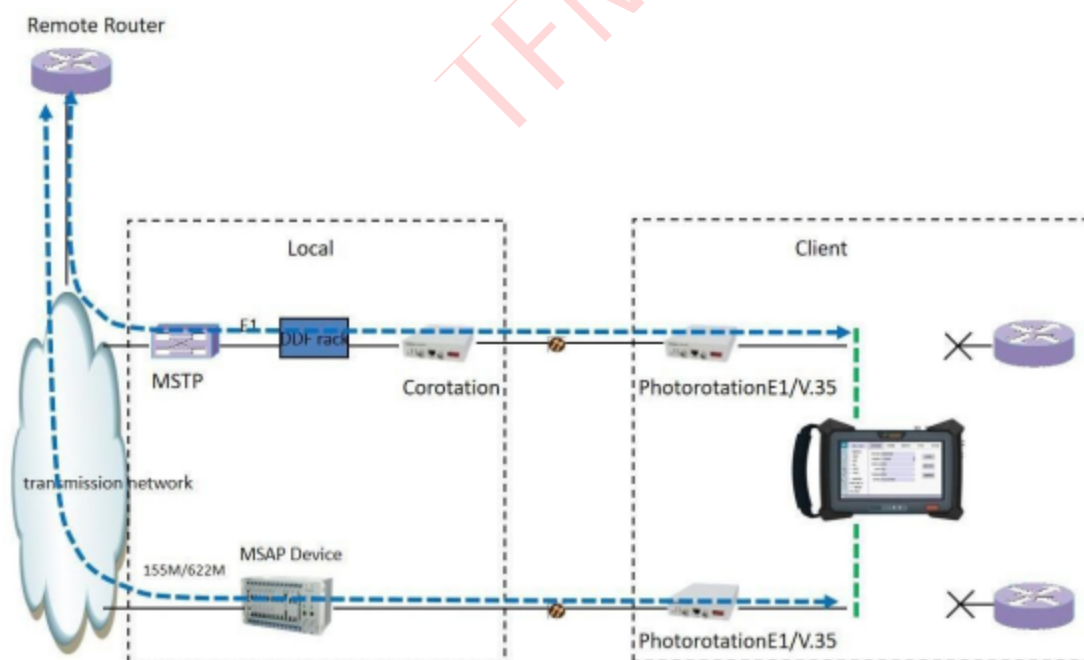 TFN
Remote Router
Local
Client
E1
DDF rack
MSTP
Corotation
PhotorotationE1/V.35
transmission network
155M/622M
MSAP Device
PhotorotationE1/V.35